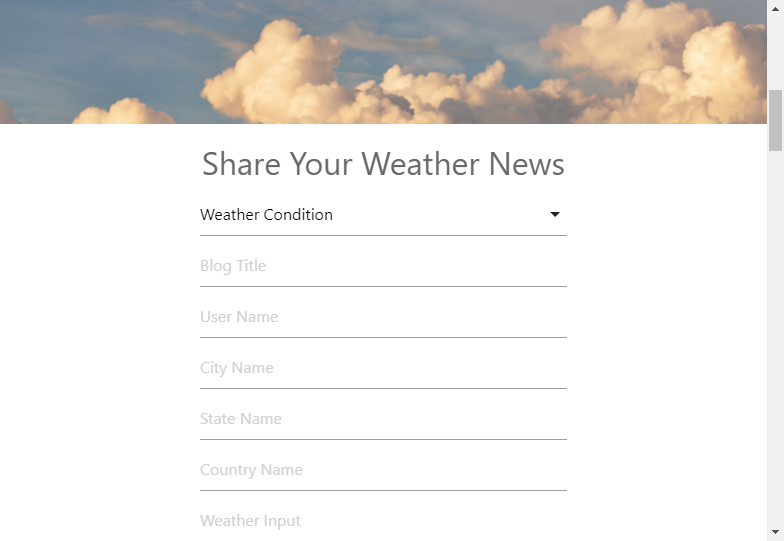 Share Your Weather News
Weather Condition
Blog Title
User Name
City Name
State Name
Country Name
Weather Input